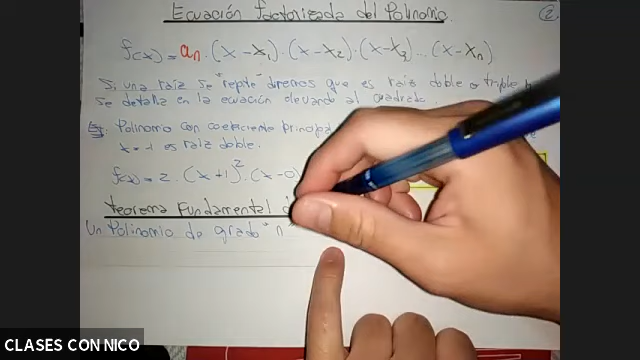 Ecuación factorizada del Polinomio.
2
f(x) = an · (x - x1) · (x - x2) · (x - x3) ... (x - xn)
Si una raíz se "repite" diremos que es raíz doble o triple
se detalla en la ecuación elevando al cuadrado.
Ej: Polinomio con coeficiente principal
x = -1 es raíz doble.
f(x) = 2 · (x+1)² · (x-0)
Teorema Fundamental
Un Polinomio de grado "n"
CLASES CON NICO